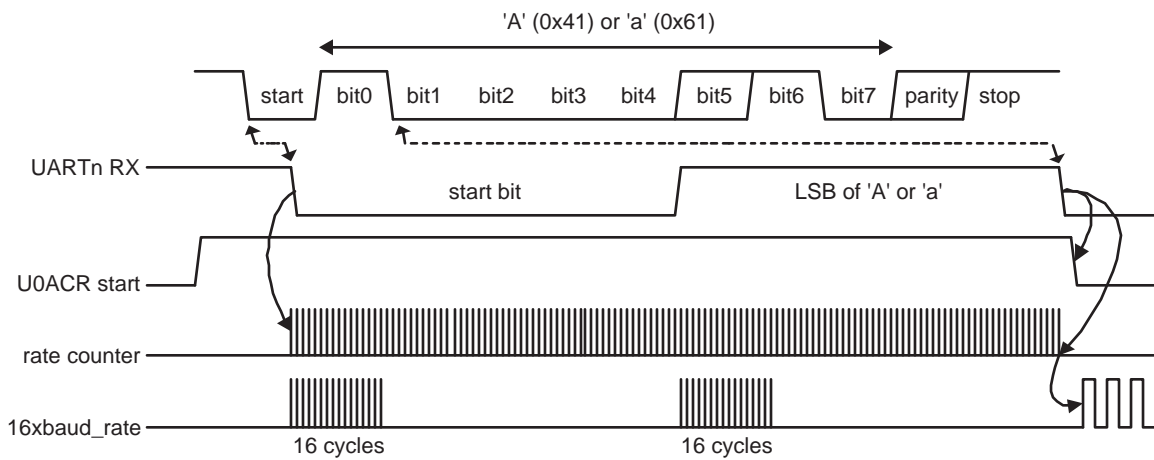 'A' (0x41) or 'a' (0x61)
start bit0 bit1 bit2 bit3 bit4 bit5 bit6 bit7 parity stop
UARTn RX
start bit LSB of 'A' or 'a'
U0ACR start
rate counter
16xbaud_rate
16 cycles 16 cycles